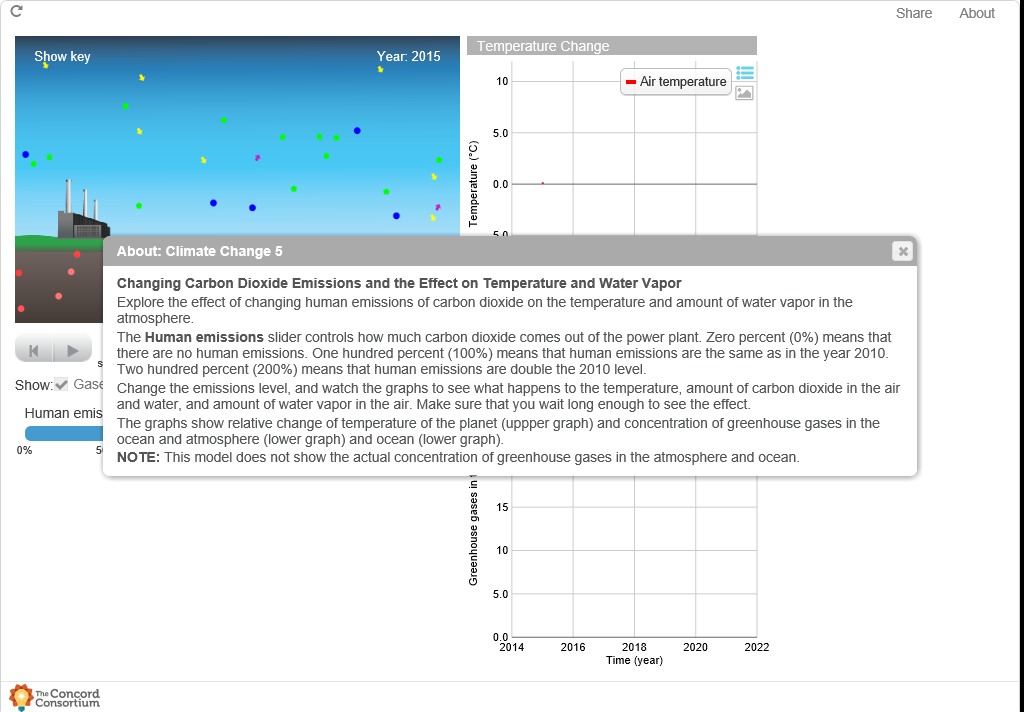 Share About
Show key Year: 2015
Temperature Change
Air temperature
10
5.0
0.0
5.0
Temperature (°C)
About: Climate Change 5
Changing Carbon Dioxide Emissions and the Effect on Temperature and Water Vapor
Explore the effect of changing human emissions of carbon dioxide on the temperature and amount of water vapor in the
atmosphere.
The Human emissions slider controls how much carbon dioxide comes out of the power plant. Zero percent (0%) means that
there are no human emissions. One hundred percent (100%) means that human emissions are the same as in the year 2010.
Two hundred percent (200%) means that human emissions are double the 2010 level.
Change the emissions level, and watch the graphs to see what happens to the temperature, amount of carbon dioxide in the air
and water, and amount of water vapor in the air. Make sure that you wait long enough to see the effect.
The graphs show relative change of temperature of the planet (uppper graph) and concentration of greenhouse gases in the
ocean and atmosphere (lower graph) and ocean (lower graph).
NOTE: This model does not show the actual concentration of greenhouse gases in the atmosphere and ocean.
Show: Gase
Human emis
0% 5
Greenhouse gases in
15
10
5.0
0.0
2014 2016 2018 2020 2022
Time (year)
The Concord
Consortium